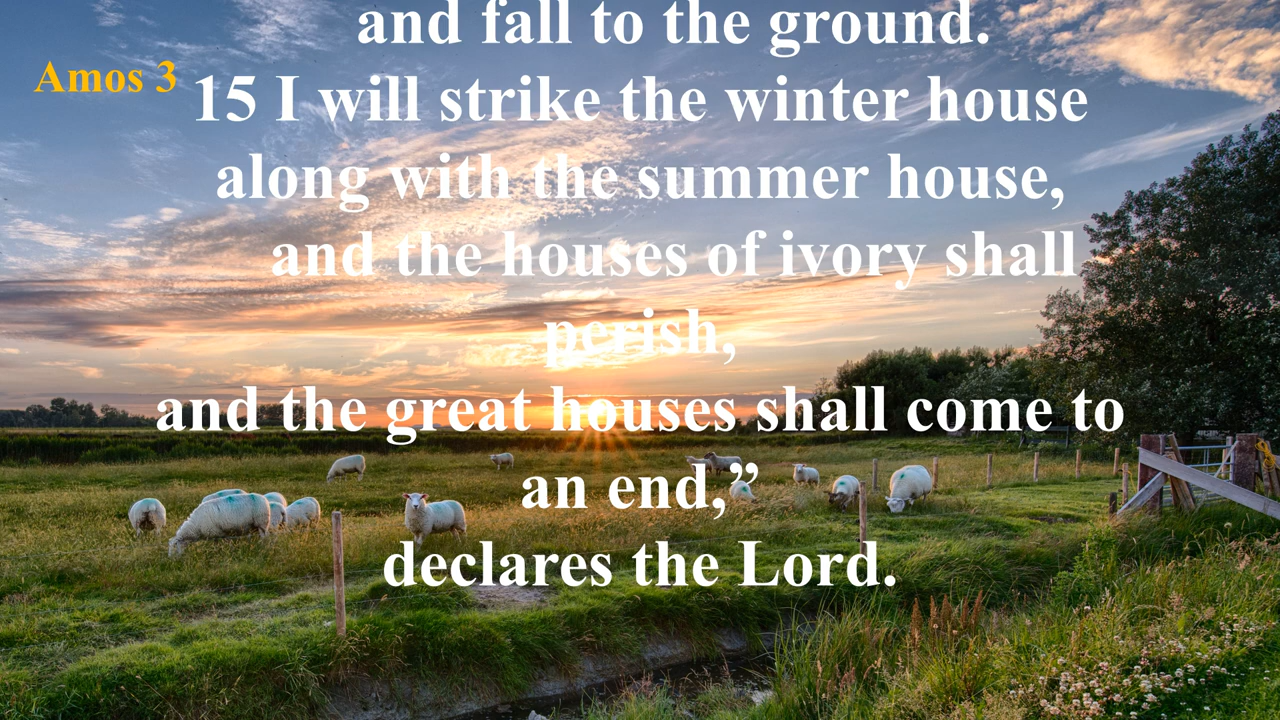 and fall to the ground.
Amos 3
15 I will strike the winter house
along with the summer house,
and the houses of ivory shall
perish,
and the great houses shall come to
an end,”
declares the Lord.